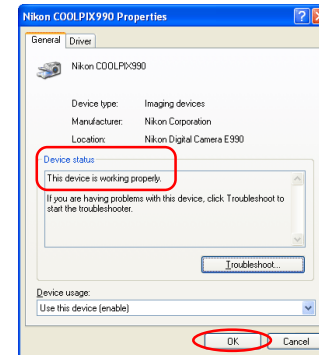 Nikon COOLPIX990 Properties
General Driver
Nikon COOLPIX990
Device type: Imaging devices
Manufacturer: Nikon Corporation
Location: Nikon Digital Camera E990
Device status
This device is working properly.
If you are having problems with this device, click Troubleshoot to
start the troubleshooter.
Troubleshoot...
Device usage:
Use this device (enable)
OK Cancel